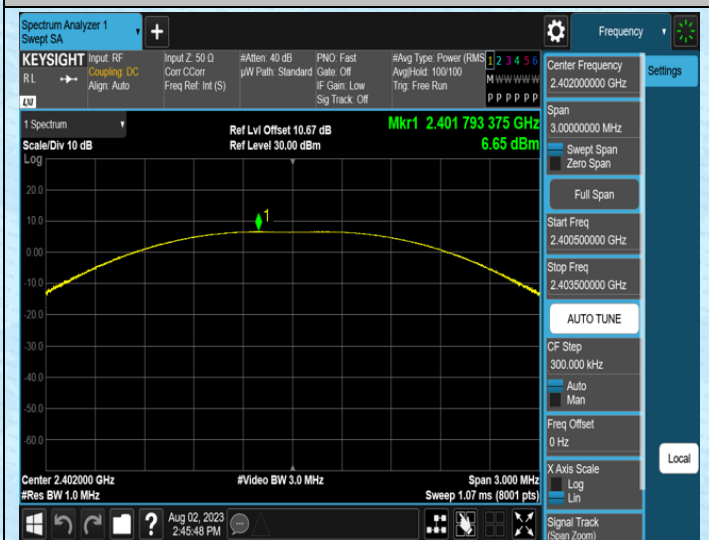 Spectrum Analyzer 1
Swept SA
Frequency
KEYSIGHT
R L
LXI
Input: RF
Coupling: DC
Align: Auto
Input Z: 50 Ω
Corr CCorr
Freq Ref: Int (S)
#Atten: 40 dB
µW Path: Standard
PNO: Fast
Gate: Off
IF Gain: Low
Sig Track: Off
#Avg Type: Power (RMS
Avg|Hold: 100/100
Trig: Free Run
1 2 3 4 5 6
M W W W W W
P P P P P P
1 Spectrum
Scale/Div 10 dB
Log
Ref Lvl Offset 10.67 dB
Ref Level 30.00 dBm
Mkr1 2.401 793 375 GHz
6.65 dBm
20.0
10.0
0.00
-10.0
-20.0
-30.0
-40.0
-50.0
-60.0
1
Center 2.402000 GHz
#Res BW 1.0 MHz
#Video BW 3.0 MHz
Span 3.000 MHz
Sweep 1.07 ms (8001 pts)
Center Frequency
2.402000000 GHz
Settings
Span
3.00000000 MHz
Swept Span
Zero Span
Full Span
Start Freq
2.400500000 GHz
Stop Freq
2.403500000 GHz
AUTO TUNE
CF Step
300.000 kHz
Auto
Man
Freq Offset
0 Hz
X Axis Scale
Log
Lin
Signal Track
(Span Zoom)
Local
?
Aug 02, 2023
2:45:48 PM